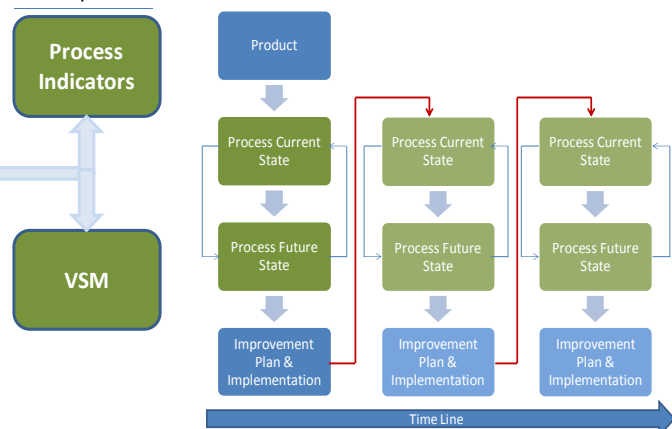 Process
Indicators
VSM
Product
Process Current
State
Process Future
State
Improvement
Plan &
Implementation
Process Current
State
Process Future
State
Improvement
Plan &
Implementation
Process Current
State
Process Future
State
Improvement
Plan &
Implementation
Time Line